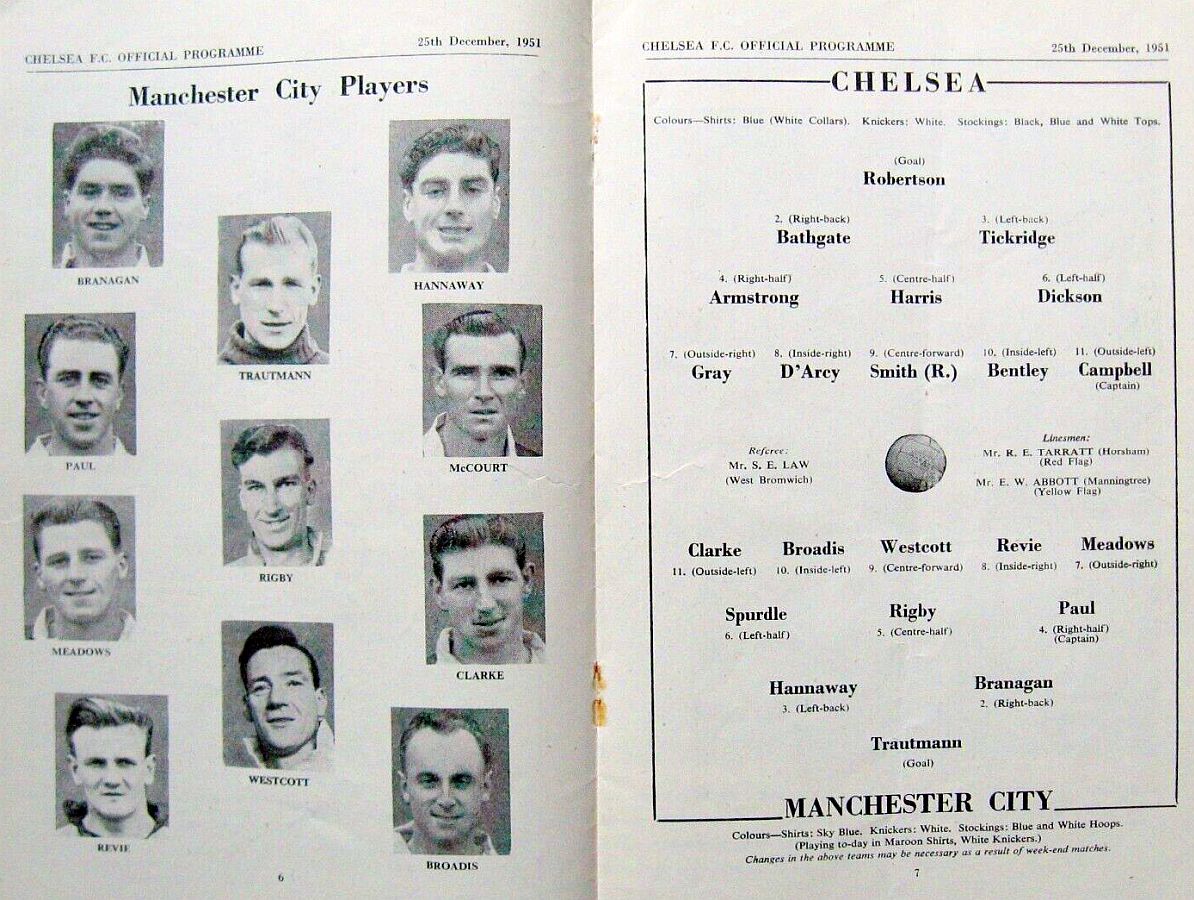 CHELSEA F.C. OFFICIAL PROGRAMME 25th December, 1951
Manchester City Players
BRANAGAN
HANNAWAY
TRAUTMANN
PAUL
McCOURT
RIGBY
MEADOWS
CLARKE
WESTCOTT
REVIE
BROADIS
6
CHELSEA F.C. OFFICIAL PROGRAMME 25th December, 1951
CHELSEA
Colours—Shirts: Blue (White Collars). Knickers: White. Stockings: Black, Blue and White Tops.
(Goal)
Robertson
2. (Right-back) 3. (Left-back)
Bathgate Tickridge
4. (Right-half) 5. (Centre-half) 6. (Left-half)
Armstrong Harris Dickson
7. (Outside-right) 8. (Inside-right) 9. (Centre-forward) 10. (Inside-left) 11. (Outside-left)
Gray D'Arcy Smith (R.) Bentley Campbell
(Captain)
Referee:
Mr. S. E. LAW
(West Bromwich)
Linesmen:
Mr. R. E. TARRATT (Horsham)
(Red Flag)
Mr. E. W. ABBOTT (Manningtree)
(Yellow Flag)
Clarke Broadis Westcott Revie Meadows
11. (Outside-left) 10. (Inside-left) 9. (Centre-forward) 8. (Inside-right) 7. (Outside-right)
Spurdle Rigby Paul
6. (Left-half) 5. (Centre-half) 4. (Right-half)
(Captain)
Hannaway Branagan
3. (Left-back) 2. (Right-back)
Trautmann
(Goal)
MANCHESTER CITY
Colours—Shirts: Sky Blue. Knickers: White. Stockings: Blue and White Hoops.
(Playing to-day in Maroon Shirts, White Knickers.)
Changes in the above teams may be necessary as a result of week-end matches.
7